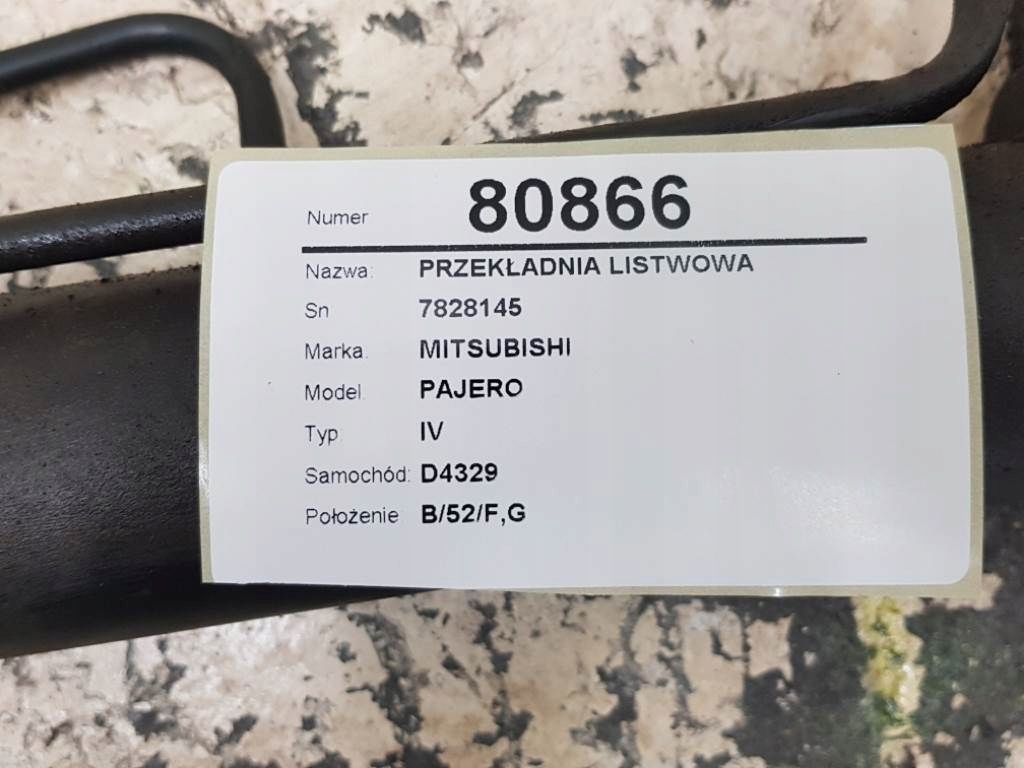 Numer 80866
Nazwa: PRZEKŁADNIA LISTWOWA
Sn 7828145
Marka. MITSUBISHI
Model. PAJERO
Typ IV
Samochód: D4329
Położenie B/52/F,G